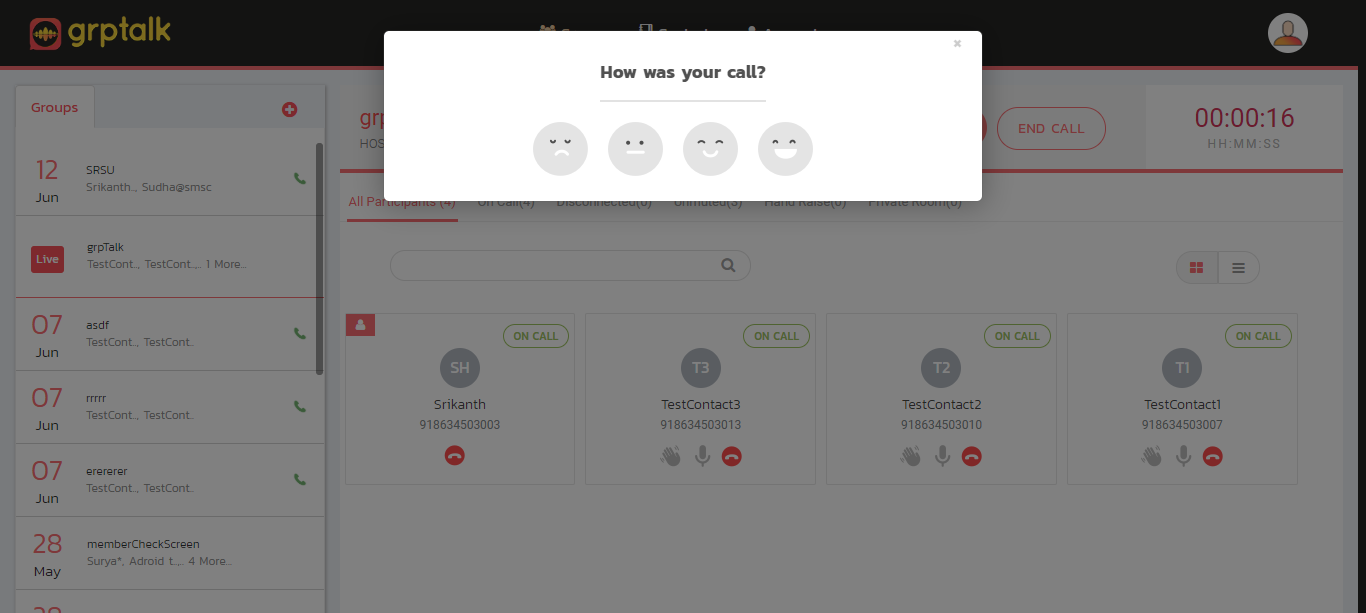 grptalk
How was your call?
×
Groups
grp
HOS
END CALL
00:00:16
HH:MM:SS
12
Jun
SRSU
Srikanth.., Sudha@smsc
All Participants (4)
On Call(4)
Disconnected(0)
Unmuted(3)
Hand Raise(0)
Private Room(0)
Live
grpTalk
TestCont.., TestCont..,.. 1 More..
07
Jun
asdf
TestCont.., TestCont..
07
Jun
rrrrr
TestCont.., TestCont..
07
Jun
erererer
TestCont.., TestCont..
28
May
memberCheckScreen
Surya*, Adroid t..,.. 4 More..
ON CALL
SH
Srikanth
918634503003
ON CALL
T3
TestContact3
918634503013
ON CALL
T2
TestContact2
918634503010
ON CALL
T1
TestContact1
918634503007